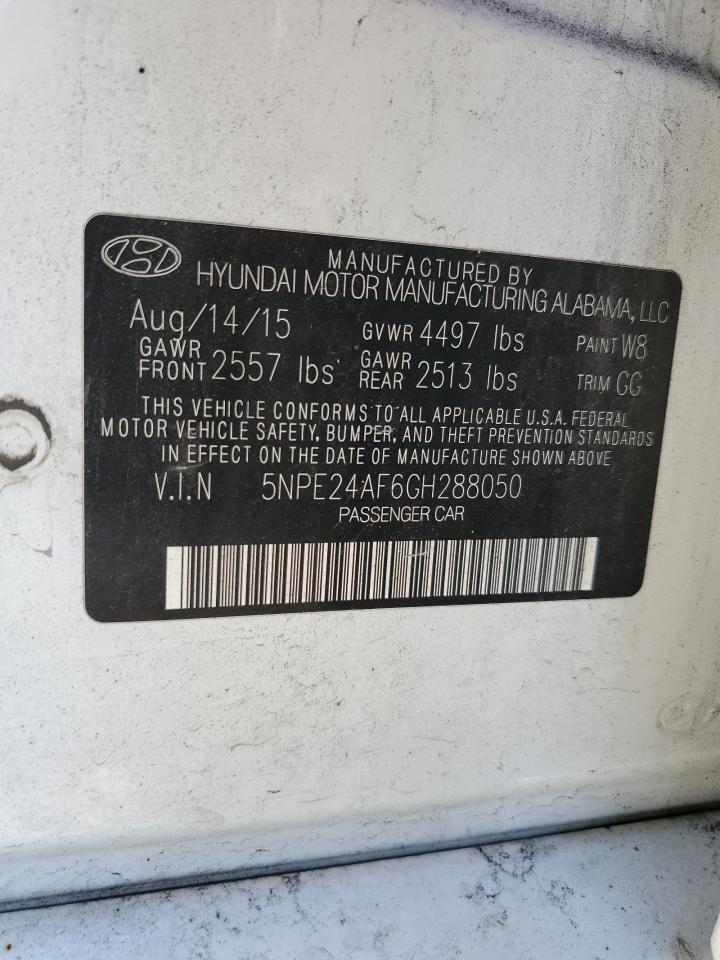 MANUFACTURED BY
HYUNDAI MOTOR MANUFACTURING ALABAMA, LLC
Aug/14/15 GVWR 4497 lbs PAINT W8
GAWR FRONT 2557 lbs GAWR REAR 2513 lbs TRIM GG
THIS VEHICLE CONFORMS TO ALL APPLICABLE U.S.A. FEDERAL
MOTOR VEHICLE SAFETY, BUMPER, AND THEFT PREVENTION STANDARDS
IN EFFECT ON THE DATE OF MANUFACTURE SHOWN ABOVE.
V.I.N 5NPE24AF6GH288050
PASSENGER CAR